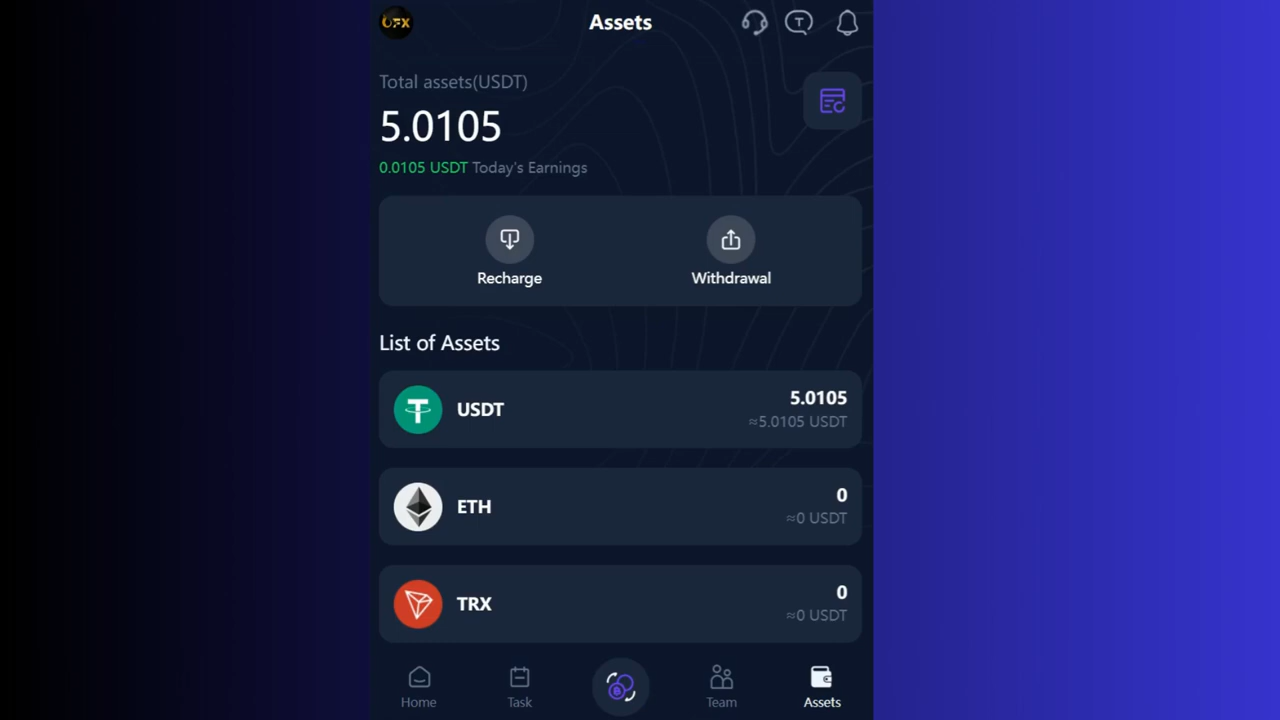 OFX
Assets
T
Total assets(USDT)
5.0105
0.0105 USDT Today's Earnings
Recharge
Withdrawal
List of Assets
USDT
5.0105
≈5.0105 USDT
ETH
0
≈0 USDT
TRX
0
≈0 USDT
Home
Task
Team
Assets